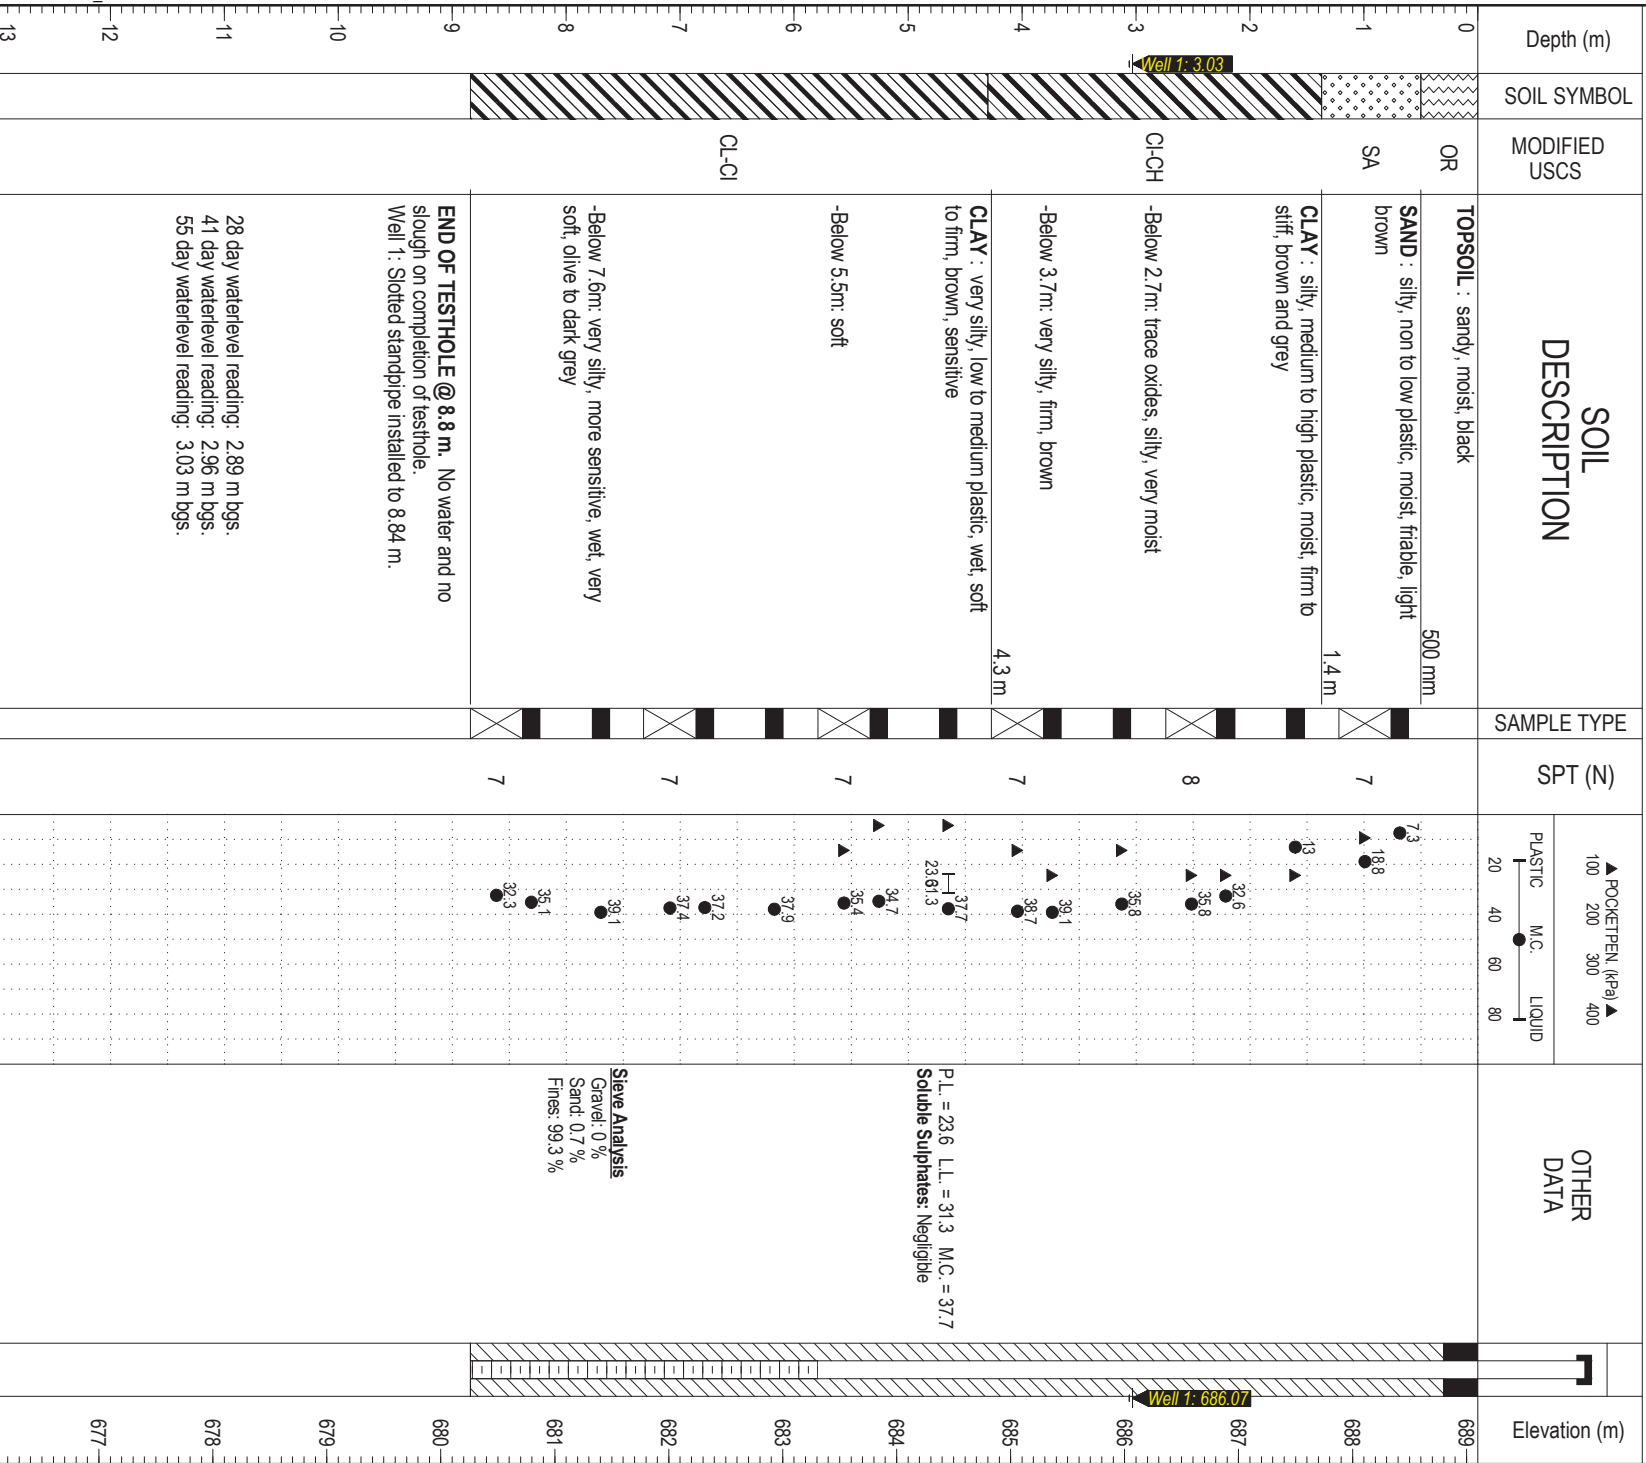 Depth (m)
SOIL SYMBOL
MODIFIED
USCS
SOIL
DESCRIPTION
SAMPLE TYPE
SPT (N)
▲ POCKETPEN. (kPa) ▲
100 200 300 400
PLASTIC M.C. LIQUID
20 40 60 80
OTHER
DATA
Elevation (m)
0
1
2
3
4
5
6
7
8
9
10
11
12
13
Well 1: 3.03
OR
SA
CI-CH
CL-CI
TOPSOIL : sandy, moist, black
500 mm
SAND : silty, non to low plastic, moist, friable, light
brown
1.4 m
CLAY : silty, medium to high plastic, moist, firm to
stiff, brown and grey
-Below 2.7m: trace oxides, silty, very moist
-Below 3.7m: very silty, firm, brown
4.3 m
CLAY : very silty, low to medium plastic, wet, soft
to firm, brown, sensitive
-Below 5.5m: soft
-Below 7.6m: very silty, more sensitive, wet, very
soft, olive to dark grey
END OF TESTHOLE @ 8.8 m. No water and no
slough on completion of testhole.
Well 1: Slotted standpipe installed to 8.84 m.
28 day waterlevel reading: 2.89 m bgs.
41 day waterlevel reading: 2.96 m bgs.
55 day waterlevel reading: 3.03 m bgs.
7
8
7
7
7
7
7.3
18.8
13
32.6
35.8
35.8
39.1
38.7
37.7
23.6 31.3
34.7
35.4
37.9
37.2
37.4
39.1
35.1
32.3
P.L. = 23.6 L.L. = 31.3 M.C. = 37.7
Soluble Sulphates: Negligible
Sieve Analysis
Gravel: 0 %
Sand: 0.7 %
Fines: 99.3 %
Well 1: 686.07
689
688
687
686
685
684
683
682
681
680
679
678
677